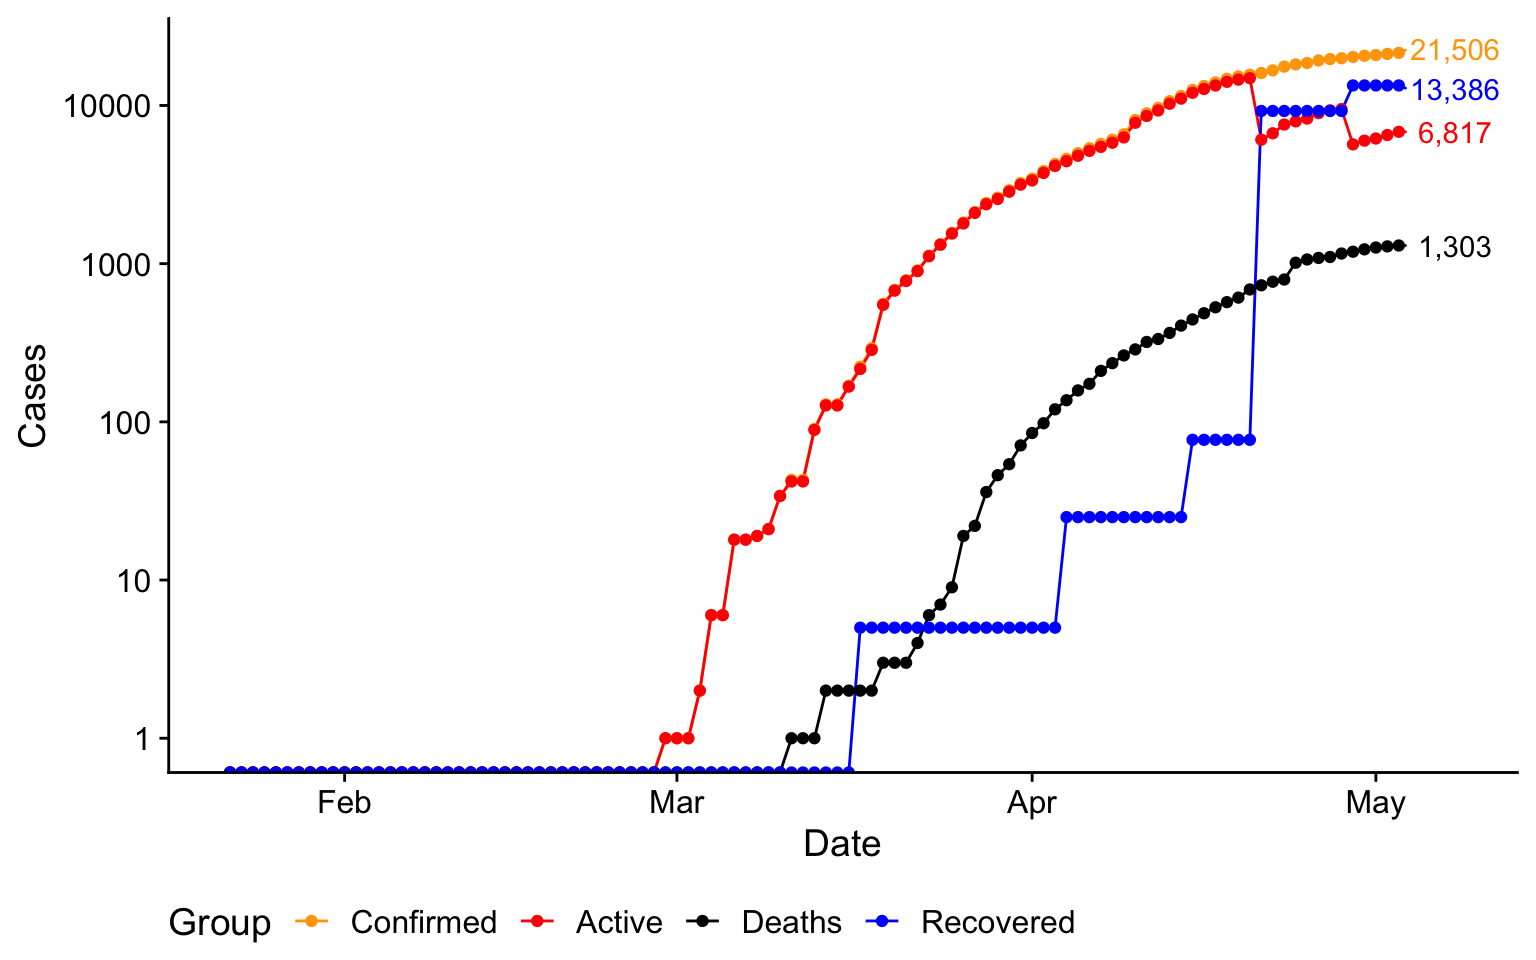 21,506
13,386
6,817
1,303
10000
1000
100
10
1
Cases
Feb Mar Apr May
Date
Group Confirmed Active Deaths Recovered